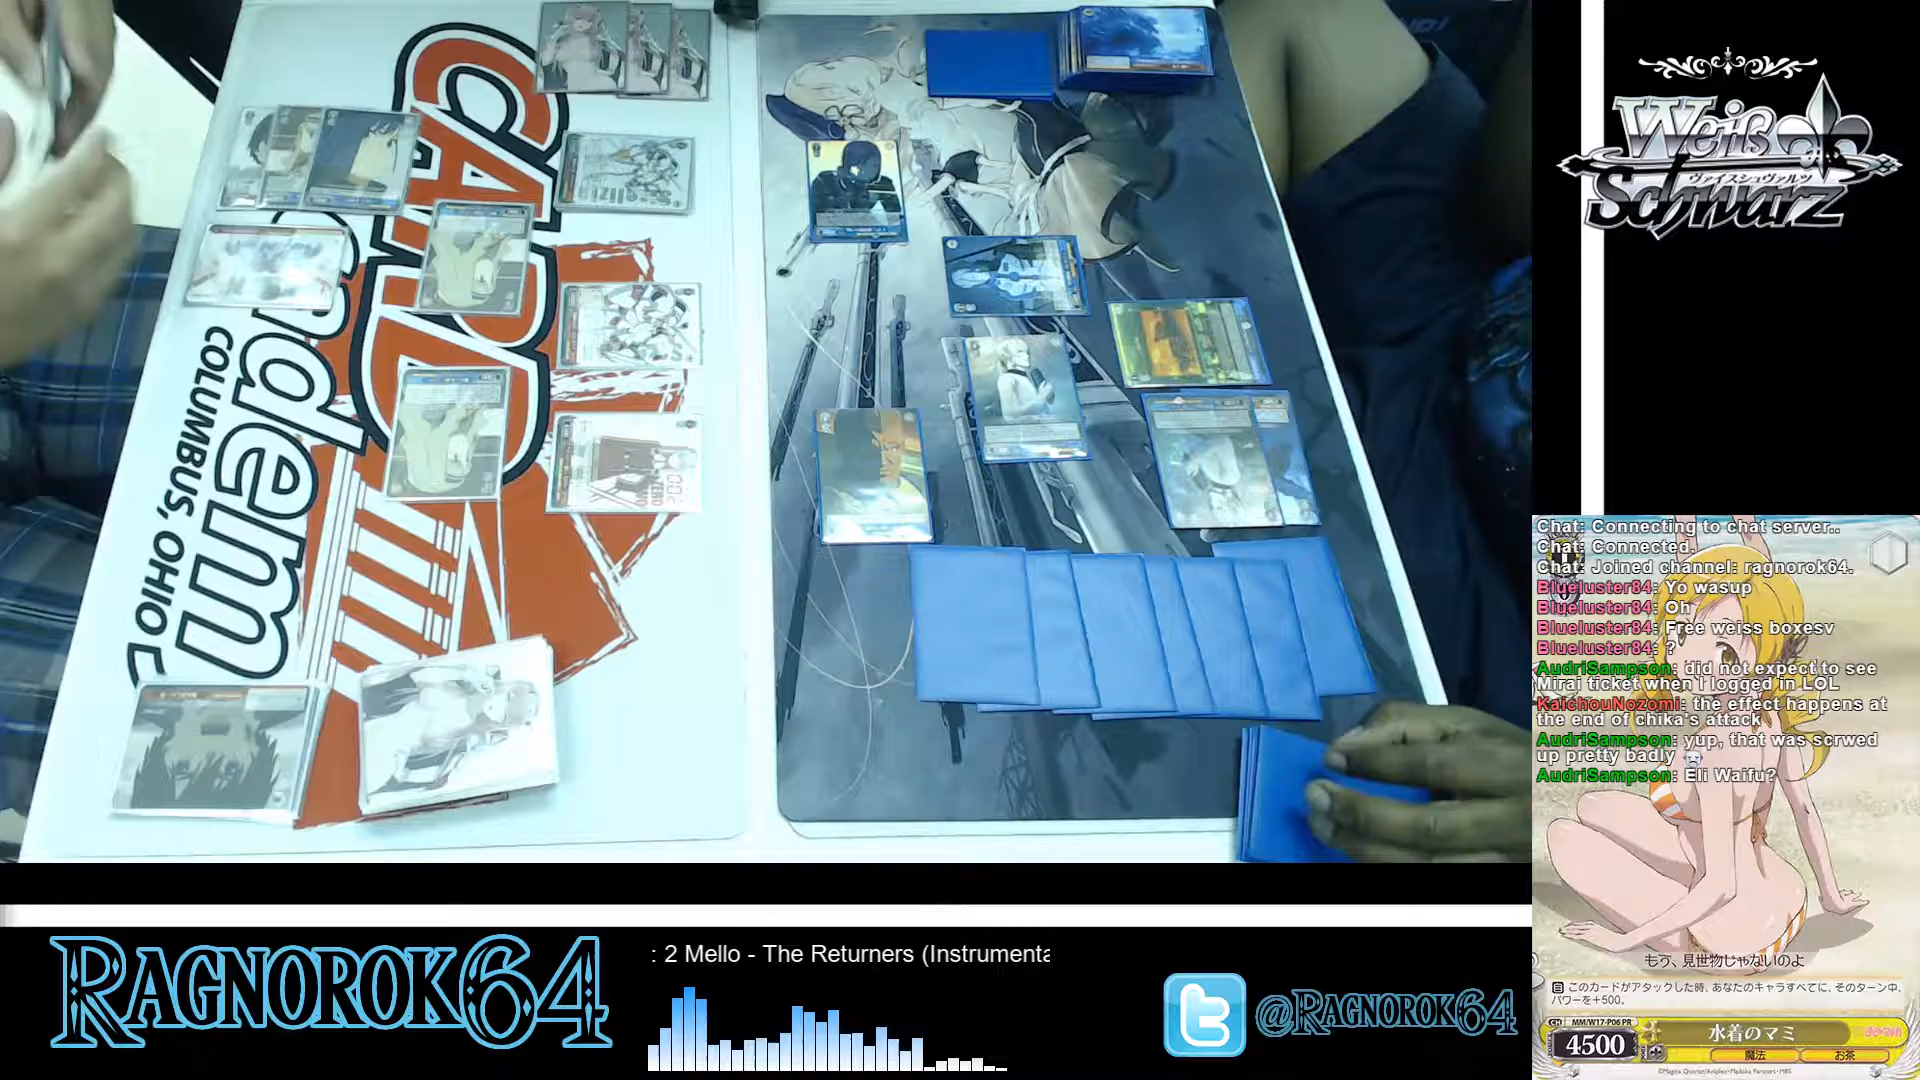 CARD
andem
COLUMBUS, OHIO
Weiß
ヴァイスシュヴァルツ
Schwarz
Chat: Connecting to chat server..
Chat: Connected.
Chat: Joined channel: ragnorok64.
Blueluster84: Yo wasup
Blueluster84: Oh
Blueluster84: Free weiss boxesv
Blueluster84: ?
AudriSampson: did not expect to see
Mirai ticket when I logged in LOL
KaichouNozomi: the effect happens at
the end of chika's attack
AudriSampson: yup, that was scrwed
up pretty badly
AudriSampson: Eli Waifu?
もう、見世物じゃないのよ
このカードがアタックした時、あなたのキャラすべてに、そのターン中、
パワーを+500。
MM/W17-P06 PR
水着のマミ
4500
魔法
お茶
RAGNOROK64
: 2 Mello - The Returners (Instrumenta
@RAGNOROK64